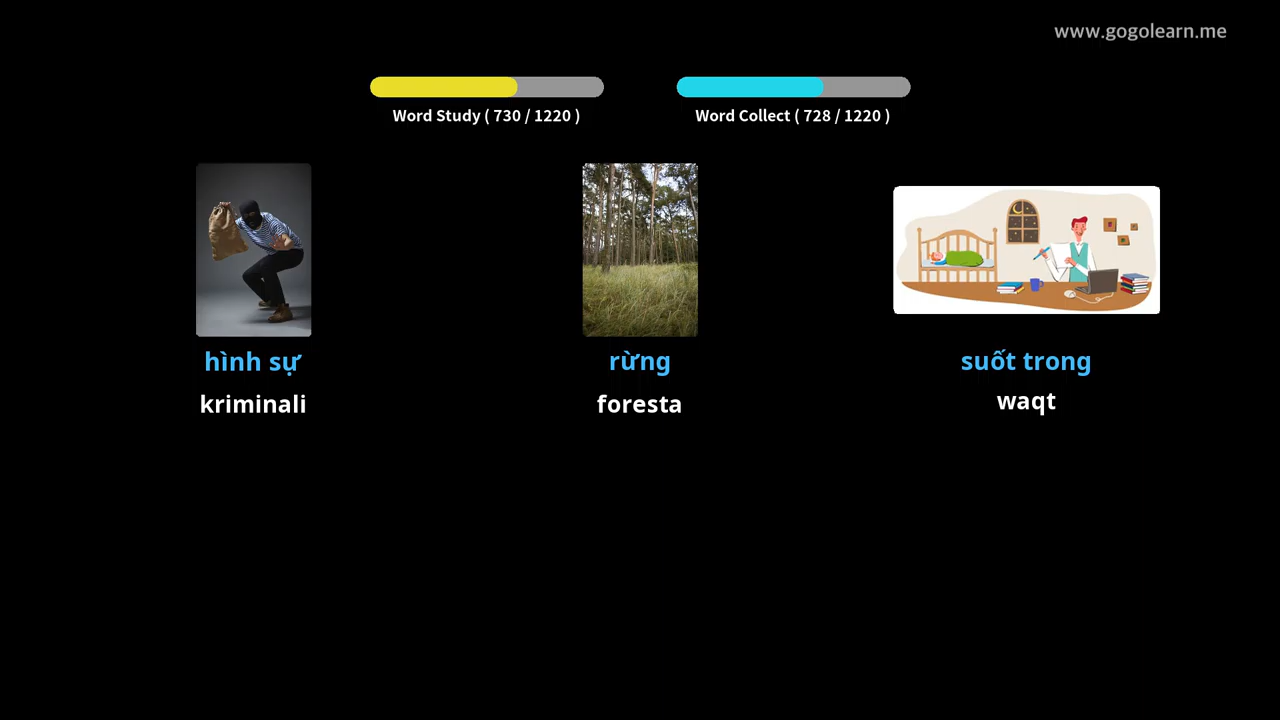 www.gogolearn.me
Word Study ( 730 / 1220 )
Word Collect ( 728 / 1220 )
hình sự
kriminali
rừng
foresta
suốt trong
waqt